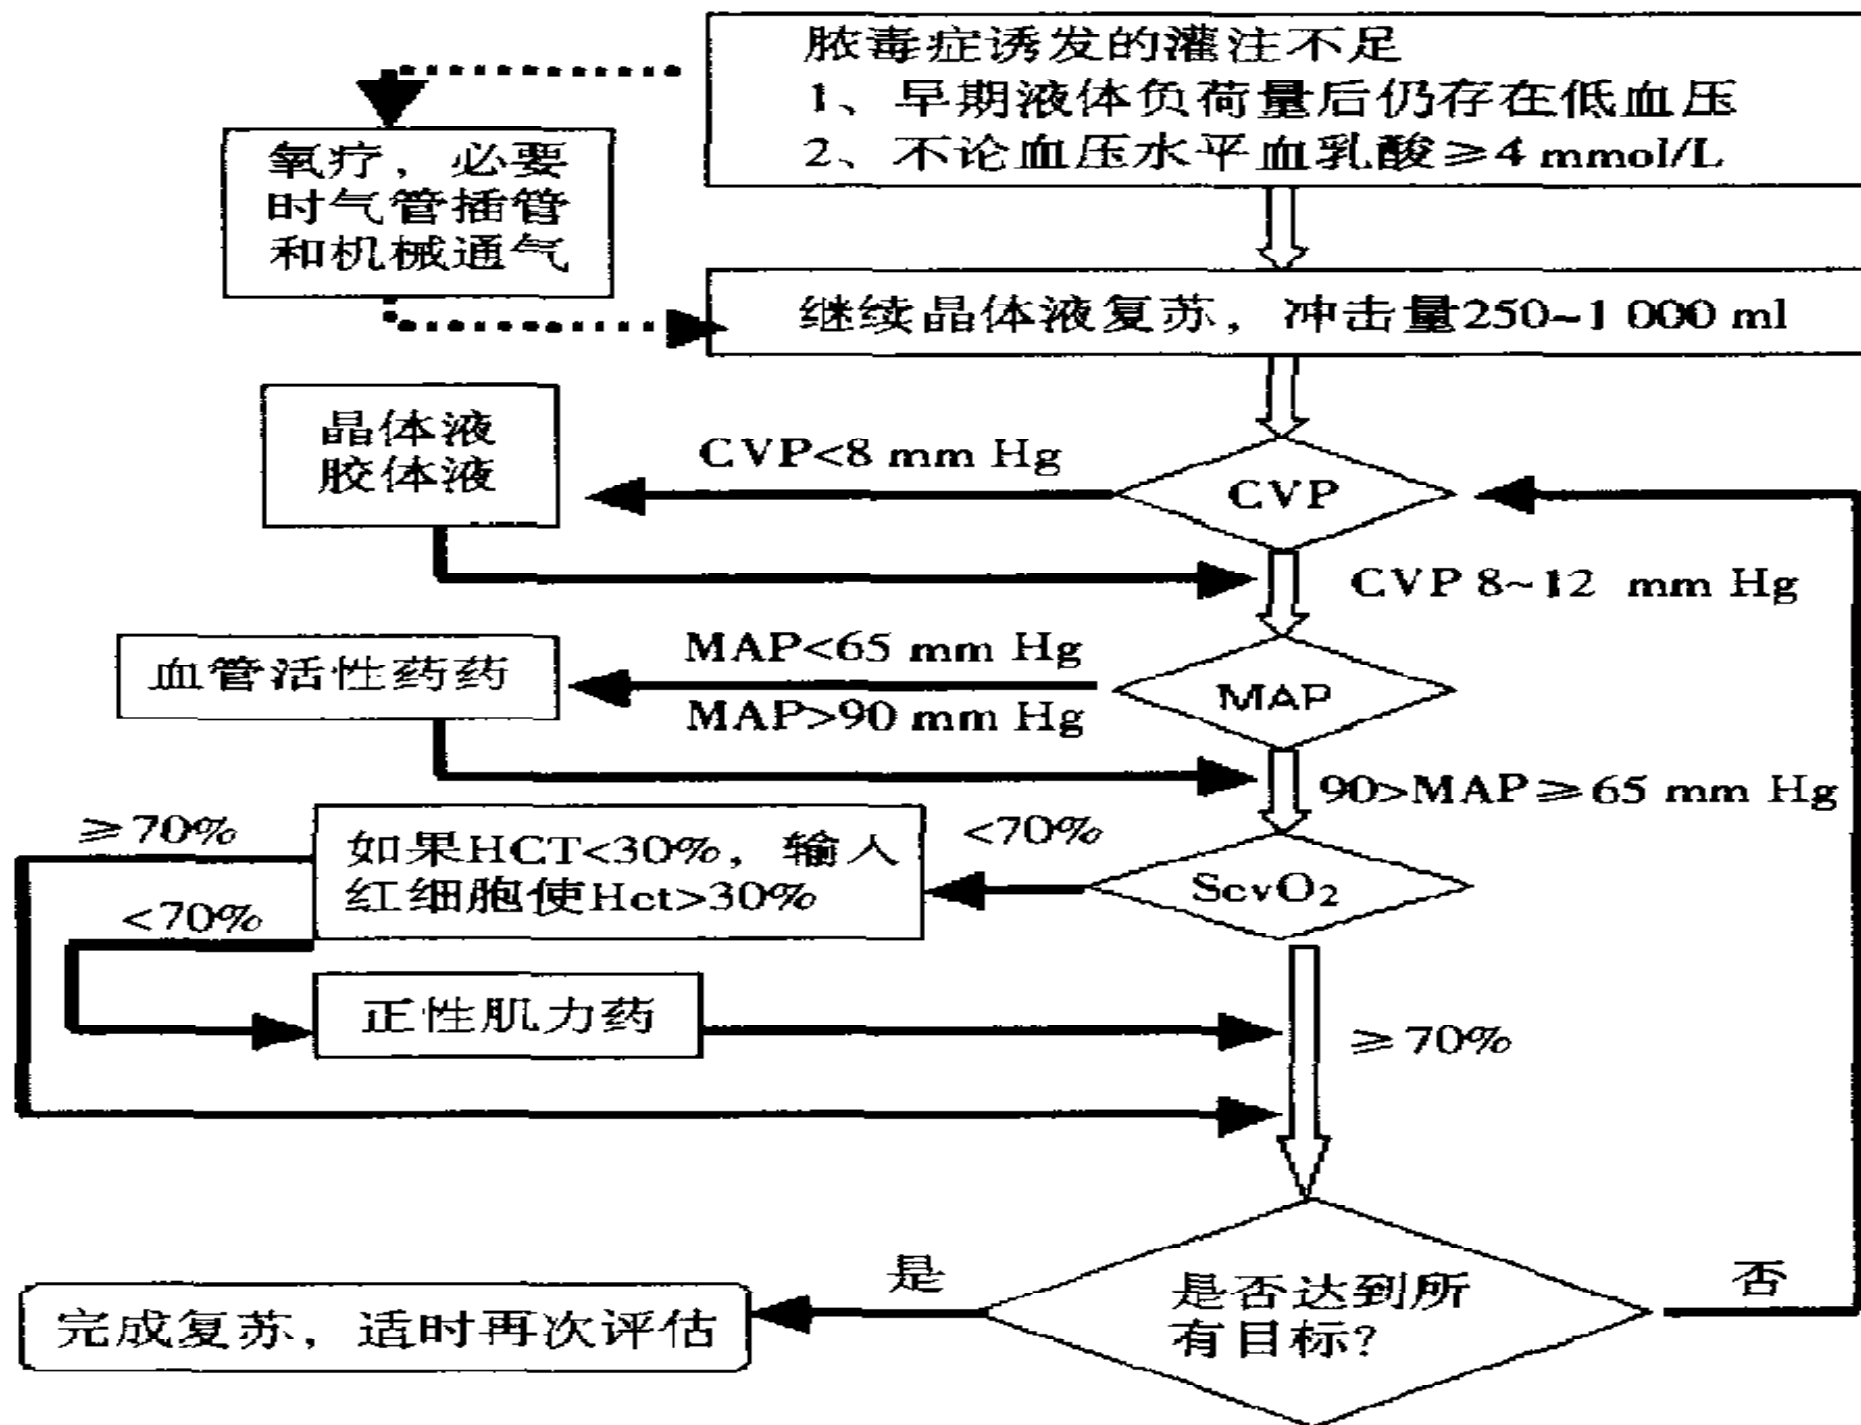 脓毒症诱发的灌注不足
1、早期液体负荷量后仍存在低血压
2、不论血压水平血乳酸≥4 mmol/L
氧疗，必要
时气管插管
和机械通气
继续晶体液复苏，冲击量250~1 000 ml
晶体液
胶体液
CVP<8 mm Hg
CVP
CVP 8~12 mm Hg
血管活性药药
MAP<65 mm Hg
MAP>90 mm Hg
MAP
90>MAP≥65 mm Hg
≥70%
<70%
如果HCT<30%，输入
红细胞使Hct>30%
<70%
ScvO₂
正性肌力药
≥70%
是
否
是否达到所
有目标?
完成复苏，适时再次评估